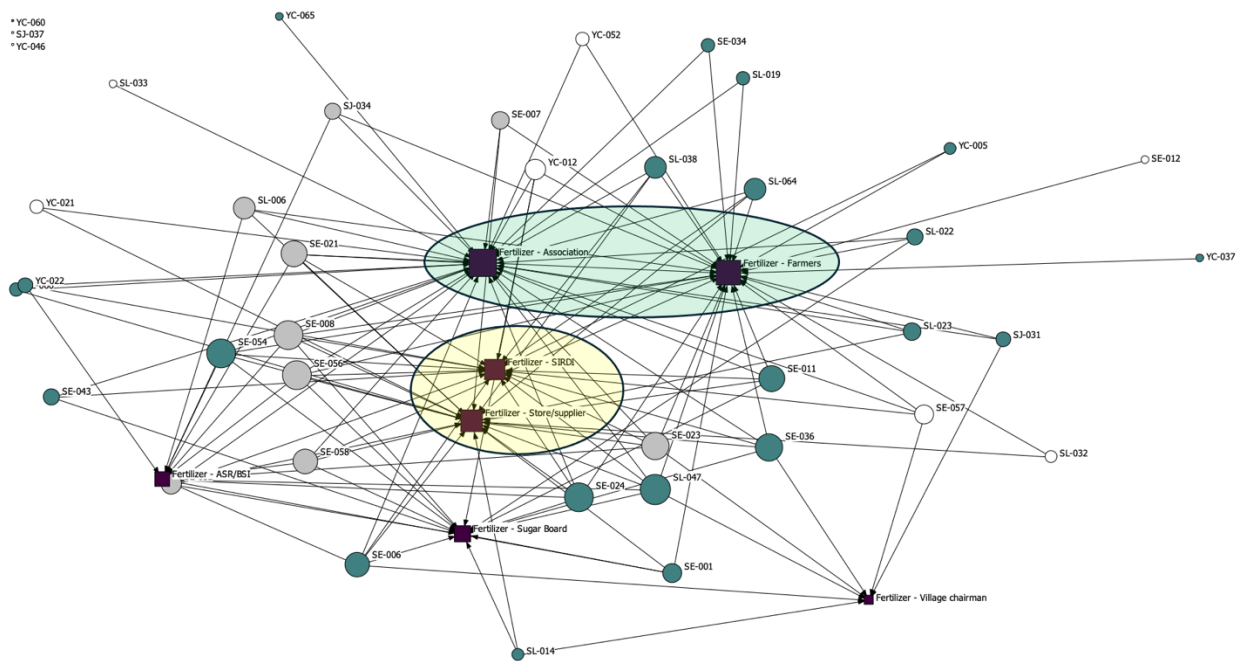 YC-060
SJ-037
YC-046
YC-065
YC-052
SE-034
SL-033
SL-019
SJ-034
SE-007
YC-005
SE-012
YC-012
SL-038
SL-064
YC-021
SL-006
SE-021
SL-022
Fertilizer - Association
Fertilizer - Farmers
YC-037
YC-022
SE-008
SL-023
SJ-031
SE-054
SE-056
Fertilizer - SIRDI
SE-011
SE-043
Fertilizer - Store/supplier
SE-057
SE-023
SE-036
SL-032
SE-058
Fertilizer - ASR/BSI
SE-024
SL-047
Fertilizer - Sugar Board
SE-006
SE-001
Fertilizer - Village chairman
SL-014